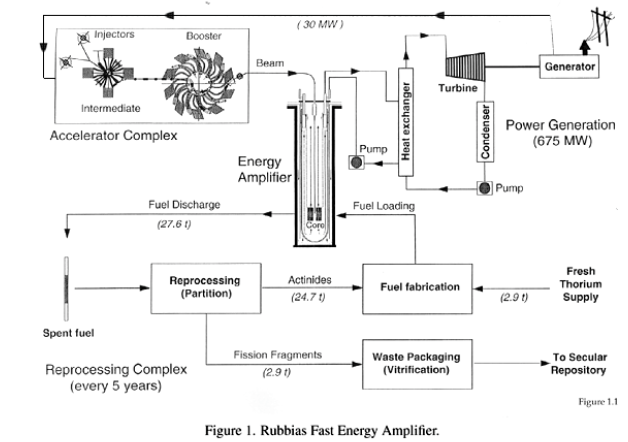 ( 30 MW )
Injectors
Booster
Intermediate
Accelerator Complex
Beam
Turbine
Generator
Heat exchanger
Condenser
Power Generation
(675 MW)
Pump
Pump
Energy
Amplifier
Core
Fuel Discharge
(27.6 t)
Fuel Loading
Spent fuel
Reprocessing
(Partition)
Actinides
(24.7 t)
Fuel fabrication
(2.9 t)
Fresh
Thorium
Supply
Reprocessing Complex
(every 5 years)
Fission Fragments
(2.9 t)
Waste Packaging
(Vitrification)
To Secular
Repository
Figure 1.1
Figure 1. Rubbias Fast Energy Amplifier.